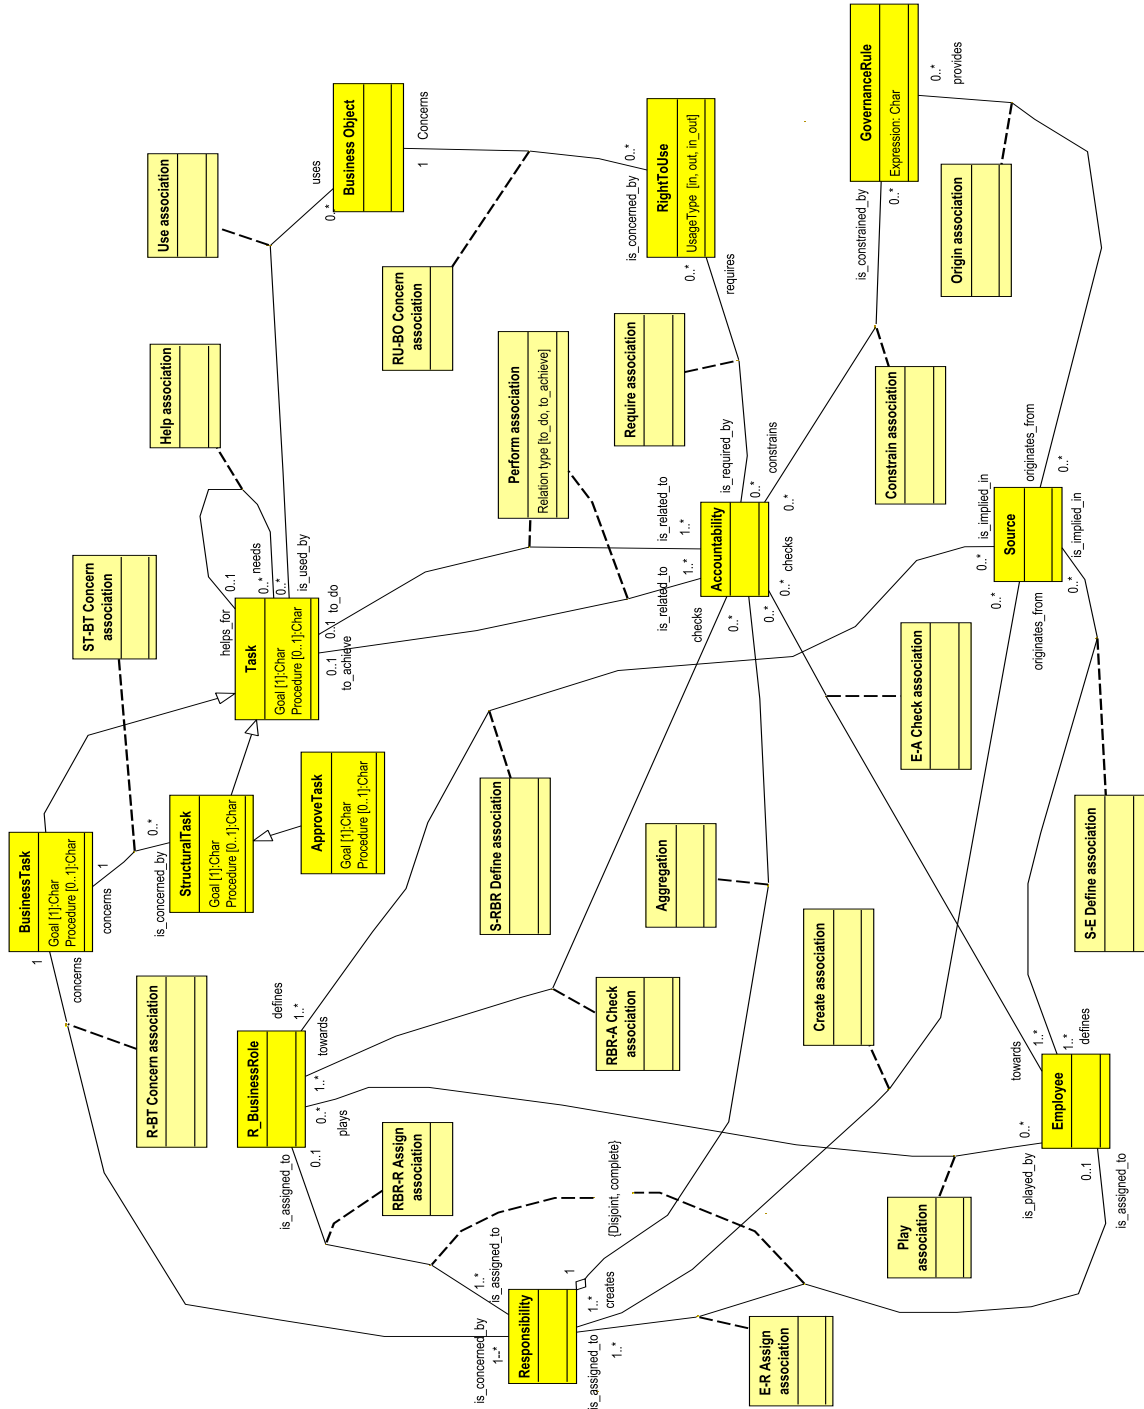 BusinessTask
Goal [1]:Char
Procedure [0..1]:Char
1
concerns
1
concerns
R-BT Concern association
ST-BT Concern
association
is_concerned_by
0..*
StructuralTask
Goal [1]:Char
Procedure [0..1]:Char
ApproveTask
Goal [1]:Char
Procedure [0..1]:Char
Task
Goal [1]:Char
Procedure [0..1]:Char
helps_for
0..1
0..*
needs
0..*
is_used_by
0..1
to_do
0..1
to_achieve
Help association
Use association
uses
0..*
Business Object
1
Concerns
RU-BO Concern
association
is_concerned_by
0..*
RightToUse
UsageType [in, out, in_out]
0..*
requires
Require association
is_required_by
0..*
Perform association
Relation type [to_do, to_achieve]
is_related_to
1..*
is_related_to
1..*
Accountability
checks
0..*
0..*
0..*
checks
constrains
0..*
Constrain association
is_constrained_by
0..*
GovernanceRule
Expression: Char
0..*
provides
Origin association
originates_from
0..*
Source
is_implied_in
0..*
is_implied_in
0..*
0..*
originates_from
R_BusinessRole
defines
1..*
towards
1..*
0..*
plays
is_assigned_to
0..1
RBR-R Assign
association
S-RBR Define association
RBR-A Check
association
Aggregation
Create association
E-A Check association
S-E Define association
Employee
towards
1..*
defines
0..*
is_played_by
0..1
is_assigned_to
Play
association
{Disjoint, complete}
Responsibility
is_concerned_by
1--*
1..*
is_assigned_to
1
1..*
creates
is_assigned_to
1..*
E-R Assign
association